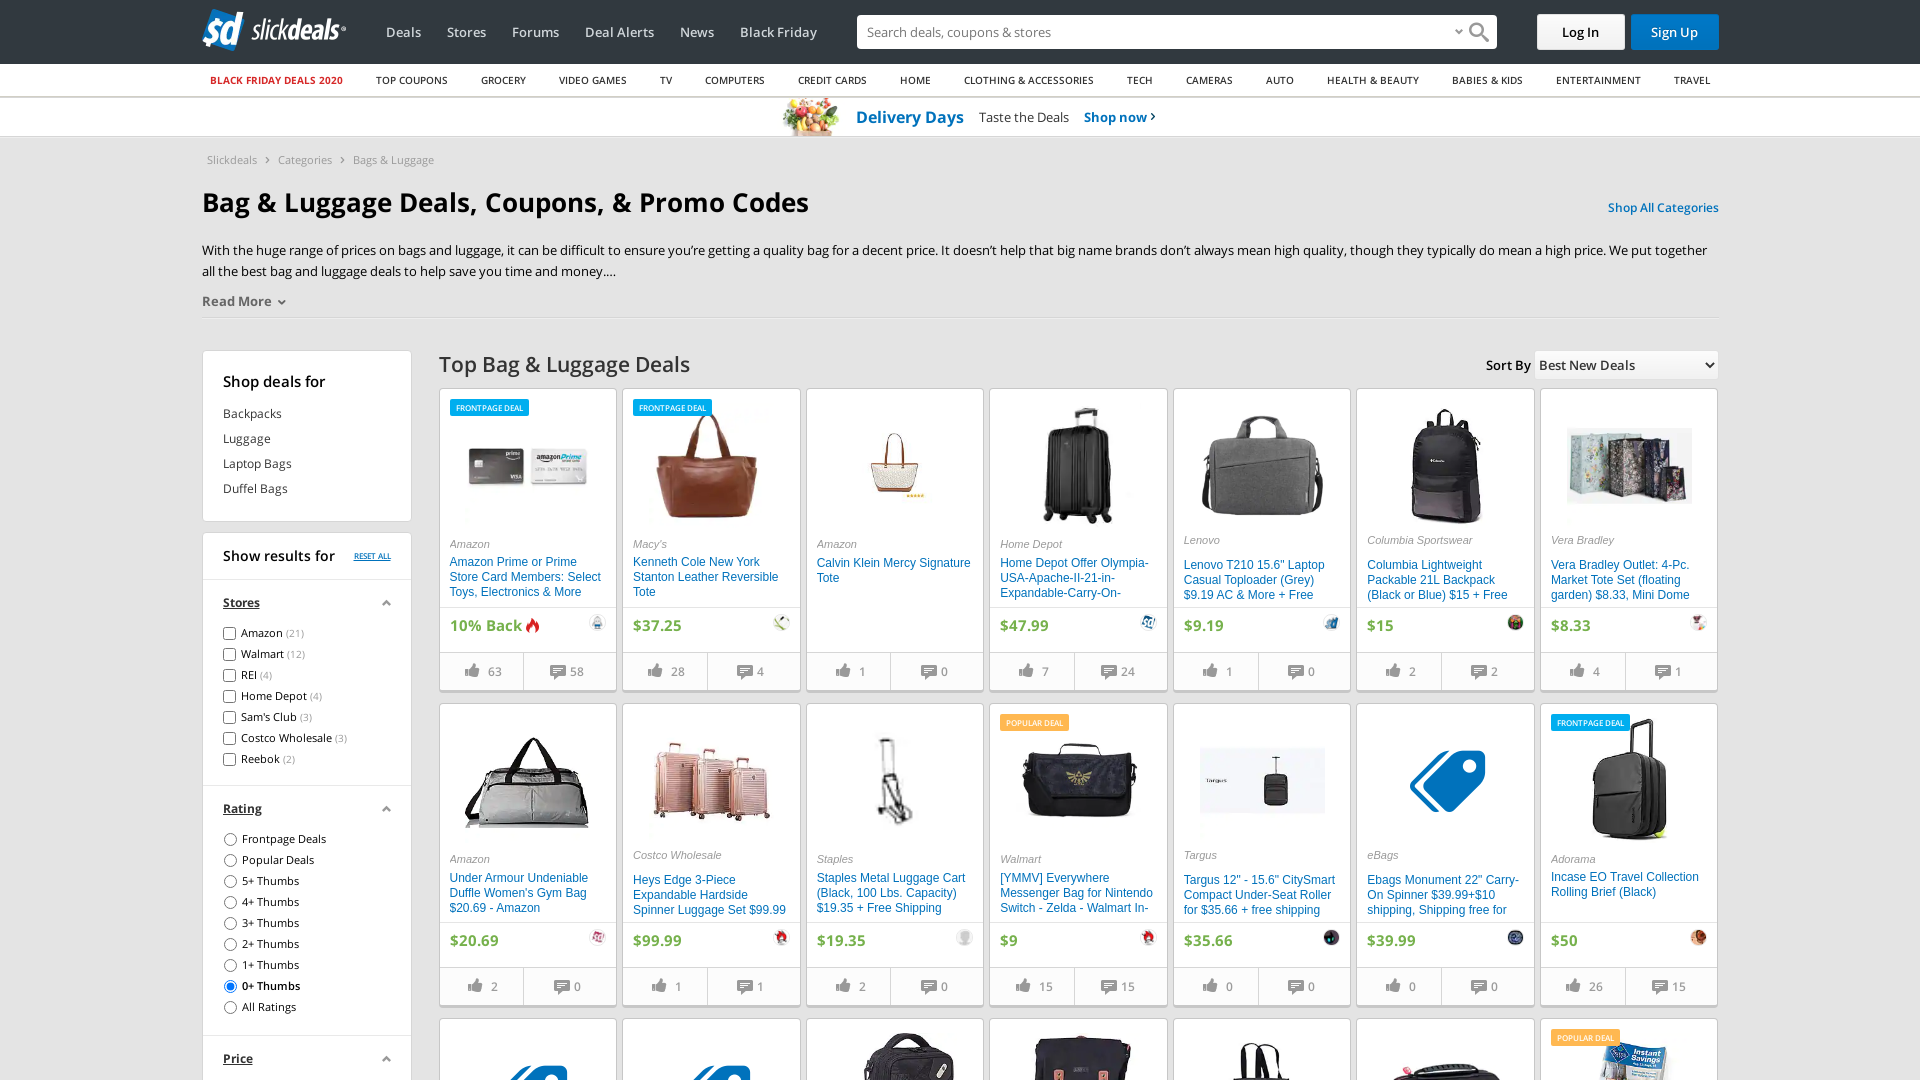 sd slickdeals
Deals
Stores
Forums
Deal Alerts
News
Black Friday
Search deals, coupons & stores
Log In
Sign Up
BLACK FRIDAY DEALS 2020
TOP COUPONS
GROCERY
VIDEO GAMES
TV
COMPUTERS
CREDIT CARDS
HOME
CLOTHING & ACCESSORIES
TECH
CAMERAS
AUTO
HEALTH & BEAUTY
BABIES & KIDS
ENTERTAINMENT
TRAVEL
Delivery Days Taste the Deals Shop now
Slickdeals > Categories > Bags & Luggage
Bag & Luggage Deals, Coupons, & Promo Codes
Shop All Categories
With the huge range of prices on bags and luggage, it can be difficult to ensure you’re getting a quality bag for a decent price. It doesn’t help that big name brands don’t always mean high quality, though they typically do mean a high price. We put together
all the best bag and luggage deals to help save you time and money....
Read More
Shop deals for
Backpacks
Luggage
Laptop Bags
Duffel Bags
Show results for
RESET ALL
Stores
Amazon (21)
Walmart (12)
REI (4)
Home Depot (4)
Sam's Club (3)
Costco Wholesale (3)
Reebok (2)
Rating
Frontpage Deals
Popular Deals
5+ Thumbs
4+ Thumbs
3+ Thumbs
2+ Thumbs
1+ Thumbs
0+ Thumbs
All Ratings
Price
Top Bag & Luggage Deals
Sort By Best New Deals
FRONTPAGE DEAL
Amazon
Amazon Prime or Prime
Store Card Members: Select
Toys, Electronics & More
10% Back
63
58
FRONTPAGE DEAL
Macy's
Kenneth Cole New York
Stanton Leather Reversible
Tote
$37.25
28
4
Amazon
Calvin Klein Mercy Signature
Tote
1
0
Home Depot
Home Depot Offer Olympia-
USA-Apache-II-21-in-
Expandable-Carry-On-
$47.99
7
24
Lenovo
Lenovo T210 15.6" Laptop
Casual Toploader (Grey)
$9.19 AC & More + Free
$9.19
1
0
Columbia Sportswear
Columbia Lightweight
Packable 21L Backpack
(Black or Blue) $15 + Free
$15
2
2
Vera Bradley
Vera Bradley Outlet: 4-Pc.
Market Tote Set (floating
garden) $8.33, Mini Dome
$8.33
4
1
Amazon
Under Armour Undeniable
Duffle Women's Gym Bag
$20.69 - Amazon
$20.69
2
0
Costco Wholesale
Heys Edge 3-Piece
Expandable Hardside
Spinner Luggage Set $99.99
$99.99
1
1
Staples
Staples Metal Luggage Cart
(Black, 100 Lbs. Capacity)
$19.35 + Free Shipping
$19.35
2
0
POPULAR DEAL
Walmart
[YMMV] Everywhere
Messenger Bag for Nintendo
Switch - Zelda - Walmart In-
$9
15
15
Targus
Targus
Targus 12" - 15.6" CitySmart
Compact Under-Seat Roller
for $35.66 + free shipping
$35.66
0
0
eBags
Ebags Monument 22" Carry-
On Spinner $39.99+$10
shipping, Shipping free for
$39.99
0
0
FRONTPAGE DEAL
Adorama
Incase EO Travel Collection
Rolling Brief (Black)
$50
26
15
POPULAR DEAL
Instant
Savings